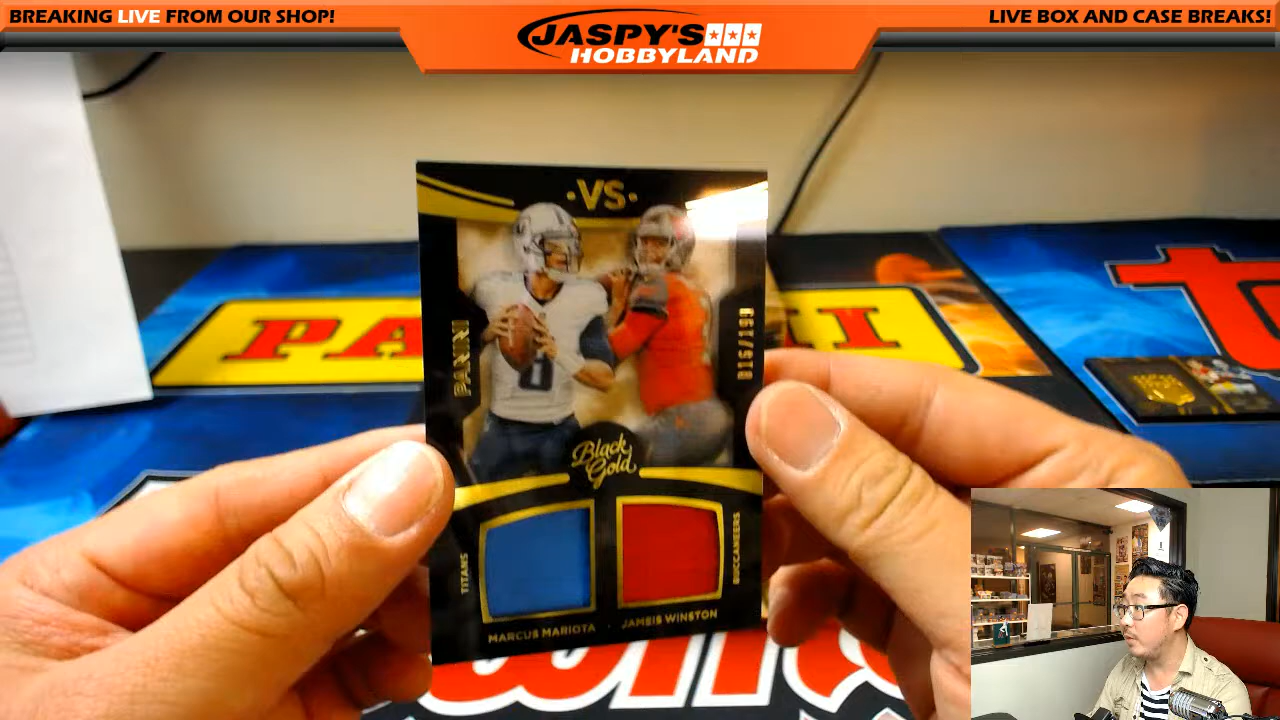 BREAKING LIVE FROM OUR SHOP!
JASPY'S
HOBBYLAND
LIVE BOX AND CASE BREAKS!
·VS·
PANINI
8
Black
Gold
TITANS
BUCCANEERS
MARCUS MARIOTA · JAMEIS WINSTON